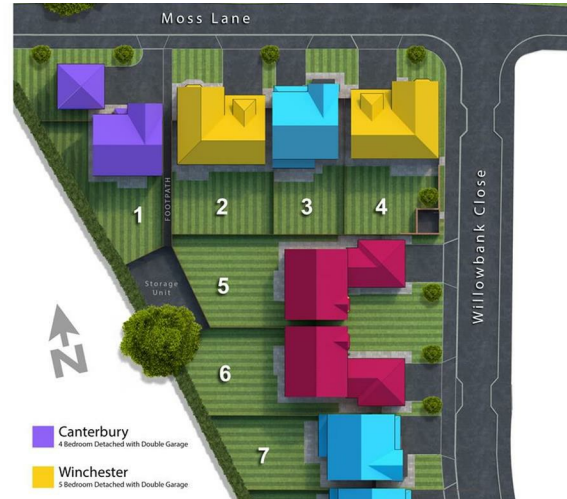 Moss Lane
FOOTPATH
1
2
3
4
Willowbank Close
Storage
Unit
5
6
7
N
Canterbury
4 Bedroom Detached with Double Garage
Winchester
5 Bedroom Detached with Double Garage